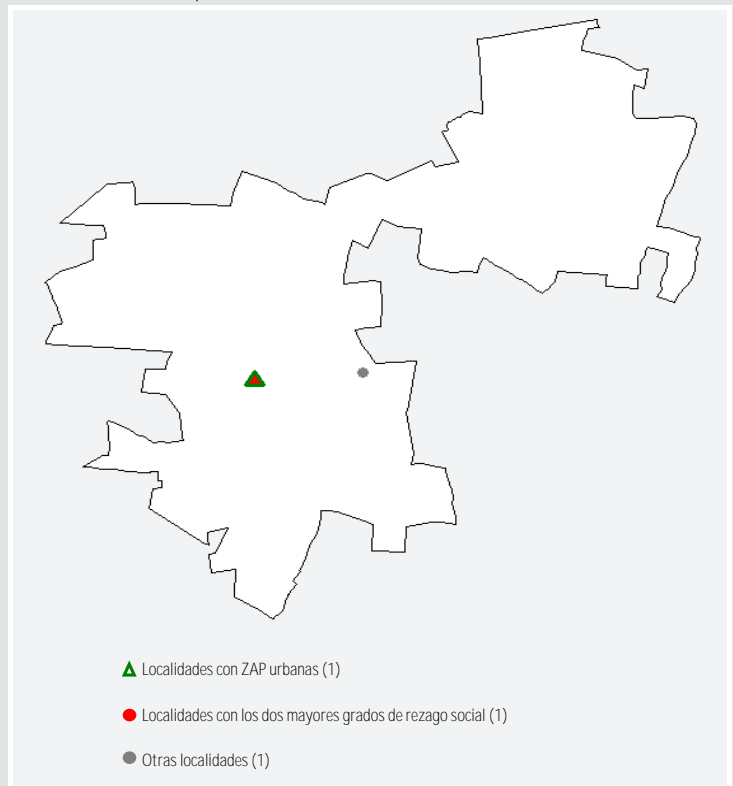 Localidades con ZAP urbanas (1)
Localidades con los dos mayores grados de rezago social (1)
Otras localidades (1)